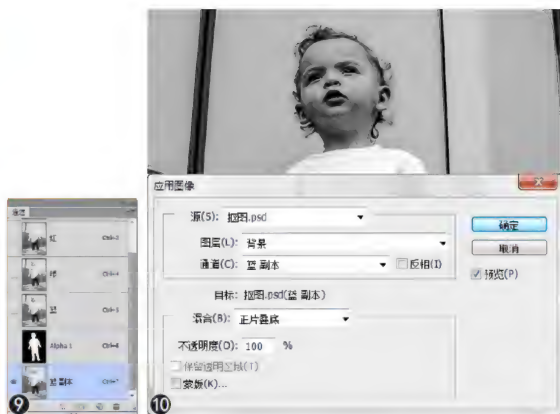 通道
红 Ctrl+3
绿 Ctrl+4
蓝 Ctrl+5
Alpha 1 Ctrl+6
蓝 副本 Ctrl+7
9
应用图像
源(S): 抠图.psd
确定
图层(L): 背景
取消
通道(C): 蓝 副本
反相(I)
预览(P)
目标: 抠图.psd(蓝 副本)
混合(B): 正片叠底
不透明度(O): 100 %
保留透明区域(T)
蒙版(K)...
10